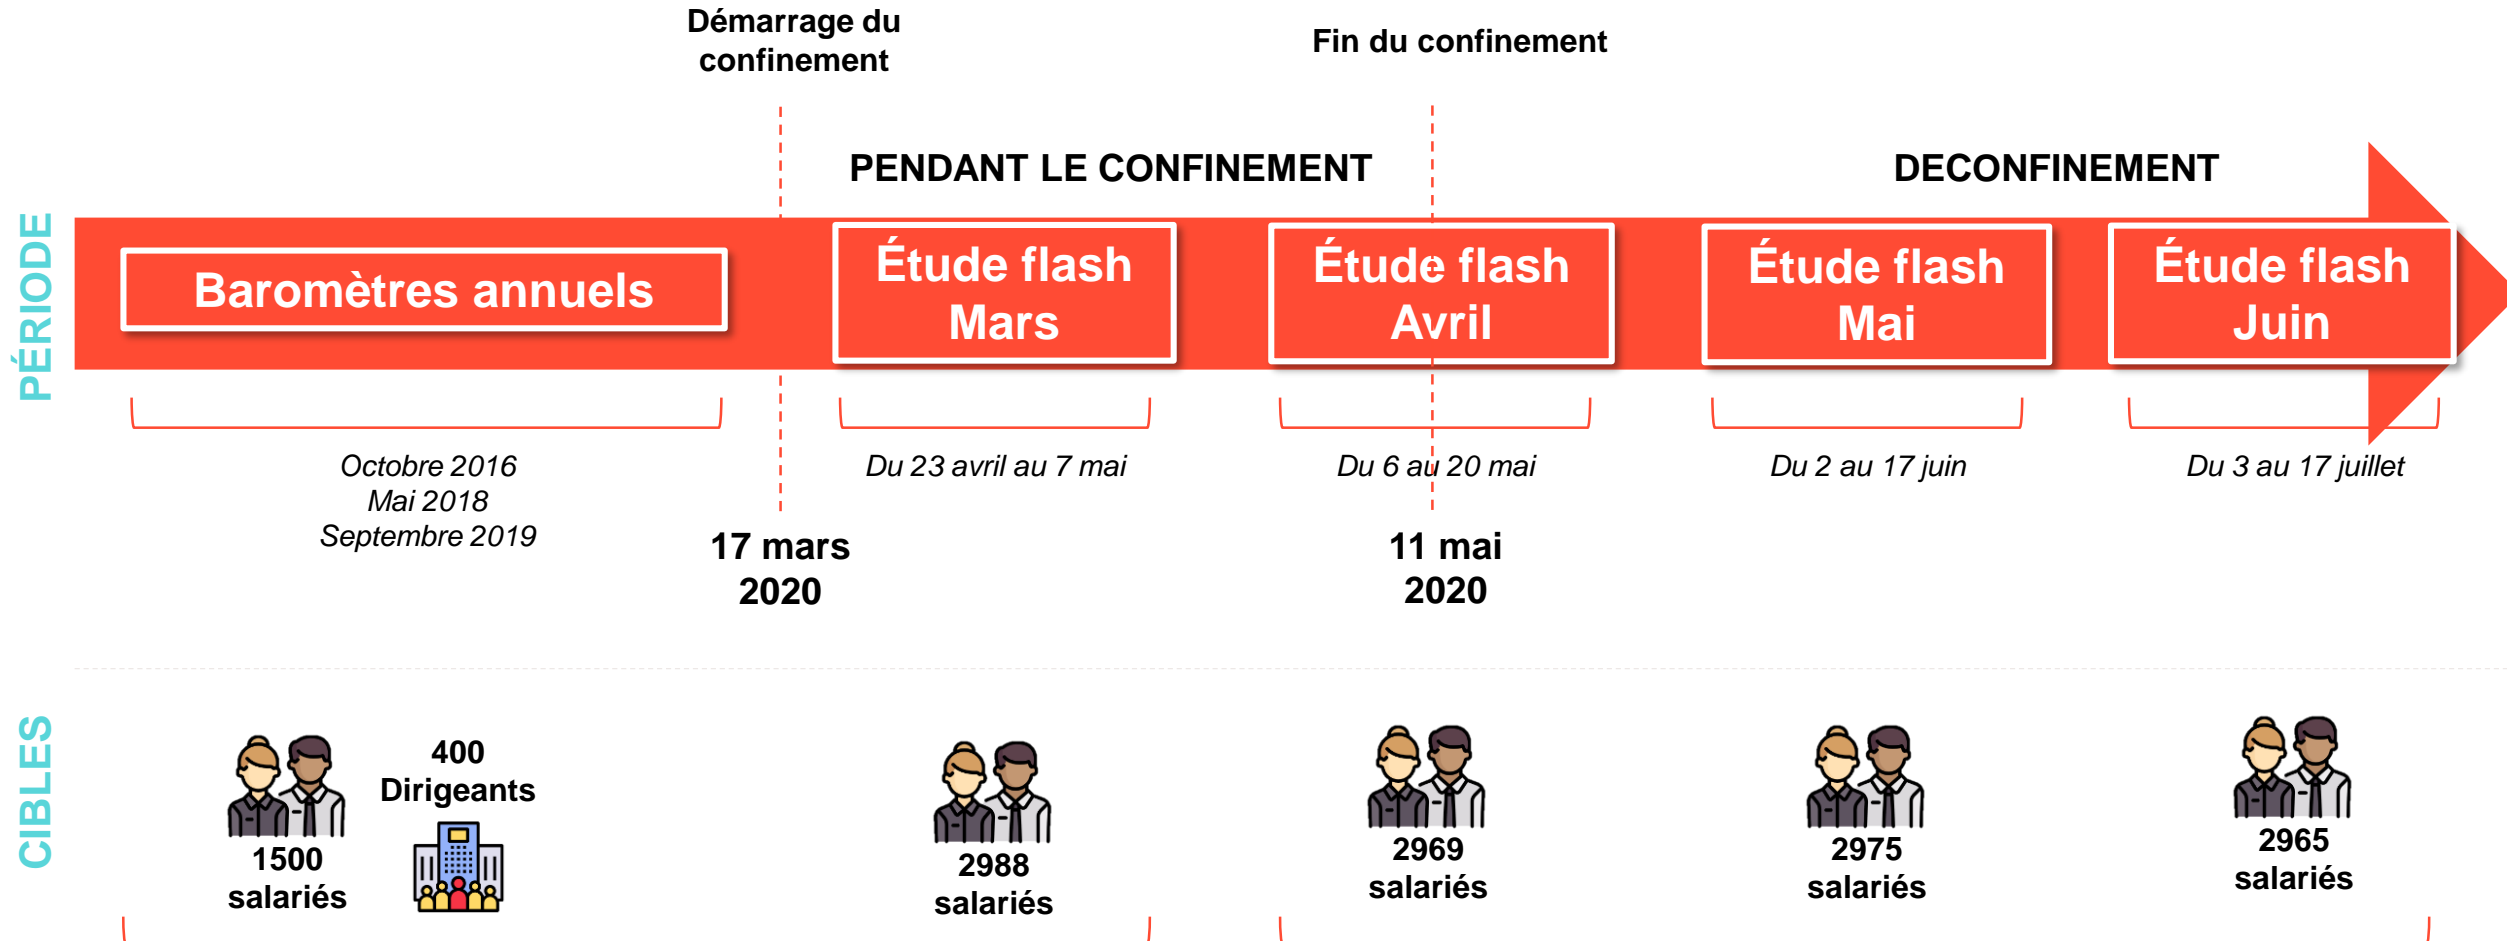 Démarrage du
confinement
Fin du confinement
PENDANT LE CONFINEMENT
DECONFINEMENT
PÉRIODE
Baromètres annuels
Étude flash
Mars
Étude flash
Avril
Étude flash
Mai
Étude flash
Juin
Octobre 2016
Mai 2018
Septembre 2019
Du 23 avril au 7 mai
Du 6 au 20 mai
Du 2 au 17 juin
Du 3 au 17 juillet
17 mars
2020
11 mai
2020
CIBLES
1500
salariés
400
Dirigeants
2988
salariés
2969
salariés
2975
salariés
2965
salariés